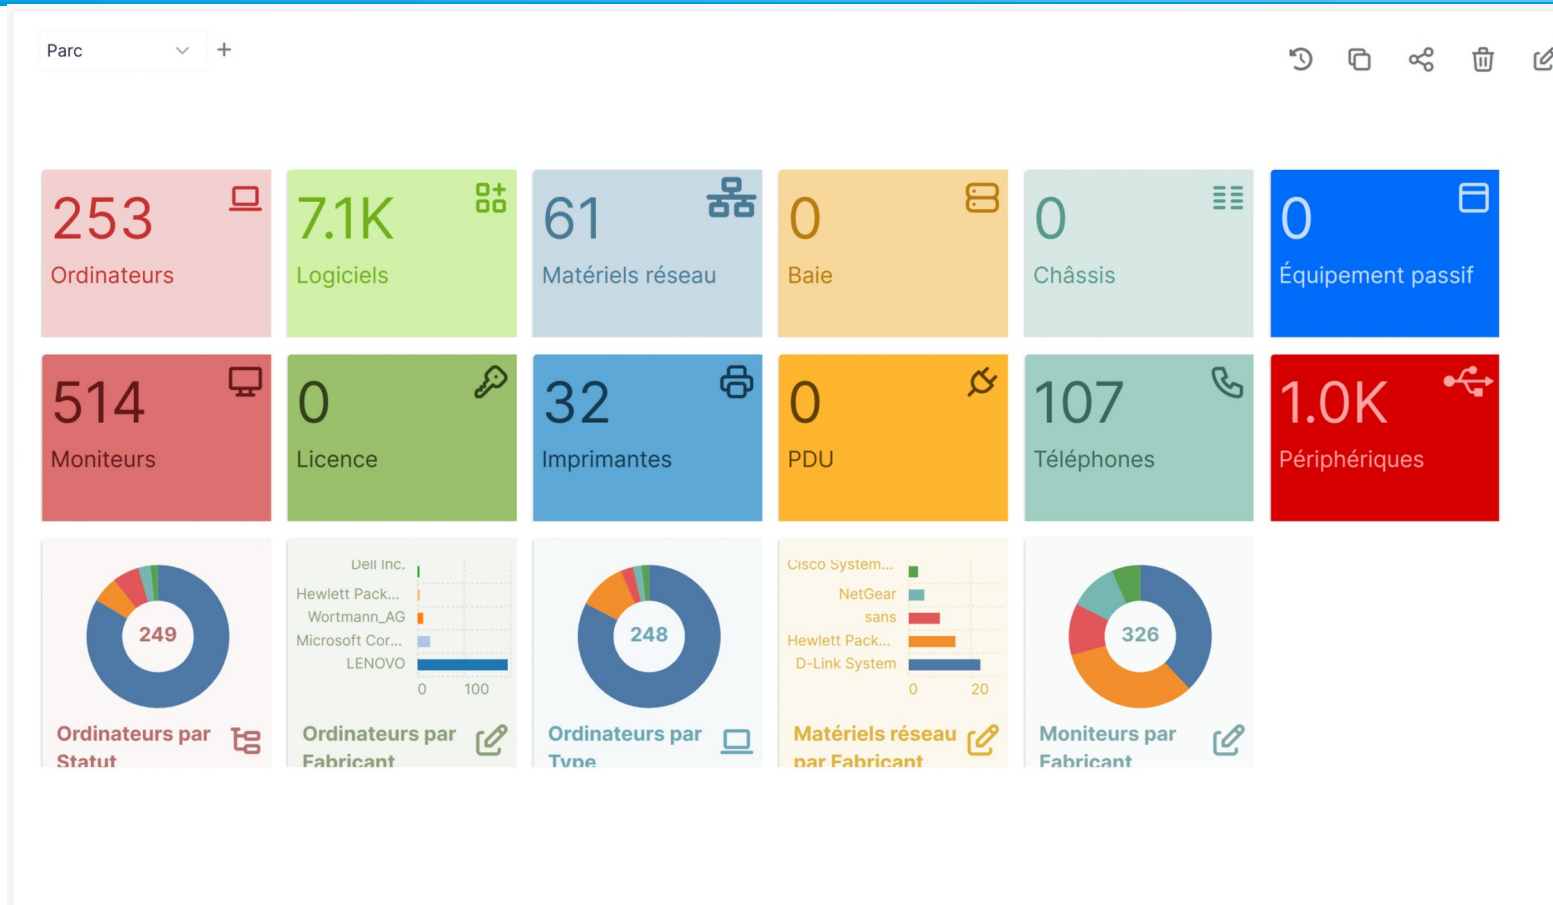 Parc
253
Ordinateurs
7.1K
Logiciels
61
Matériels réseau
0
Baie
0
Châssis
0
Équipement passif
514
Moniteurs
0
Licence
32
Imprimantes
0
PDU
107
Téléphones
1.0K
Périphériques
249
Ordinateurs par
Statut
Dell Inc.
Hewlett Pack...
Wortmann_AG
Microsoft Cor...
LENOVO
0 100
Ordinateurs par
Fabricant
248
Ordinateurs par
Type
Cisco System...
NetGear
sans
Hewlett Pack...
D-Link System
0 20
Matériels réseau
par Fabricant
326
Moniteurs par
Fabricant